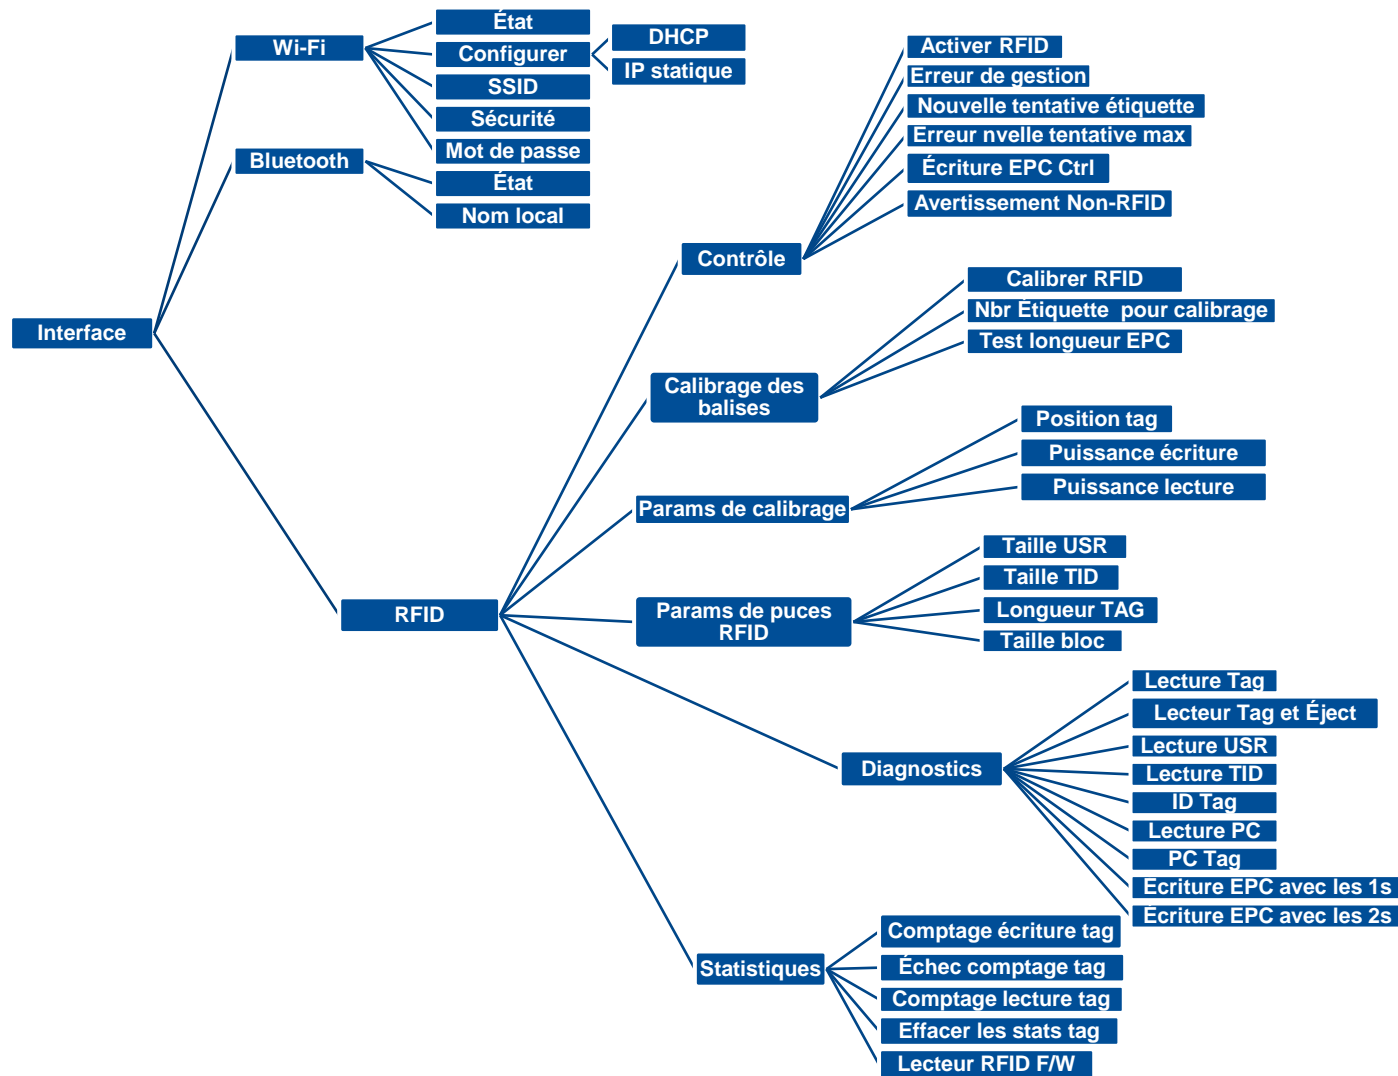 Interface
Wi-Fi
État
Configurer
DHCP
IP statique
SSID
Sécurité
Mot de passe
Bluetooth
État
Nom local
RFID
Contrôle
Activer RFID
Erreur de gestion
Nouvelle tentative étiquette
Erreur nvelle tentative max
Écriture EPC Ctrl
Avertissement Non-RFID
Calibrage des
balises
Calibrer RFID
Nbr Étiquette pour calibrage
Test longueur EPC
Params de calibrage
Position tag
Puissance écriture
Puissance lecture
Params de puces
RFID
Taille USR
Taille TID
Longueur TAG
Taille bloc
Diagnostics
Lecture Tag
Lecteur Tag et Éject
Lecture USR
Lecture TID
ID Tag
Lecture PC
PC Tag
Ecriture EPC avec les 1s
Écriture EPC avec les 2s
Statistiques
Comptage écriture tag
Échec comptage tag
Comptage lecture tag
Effacer les stats tag
Lecteur RFID F/W